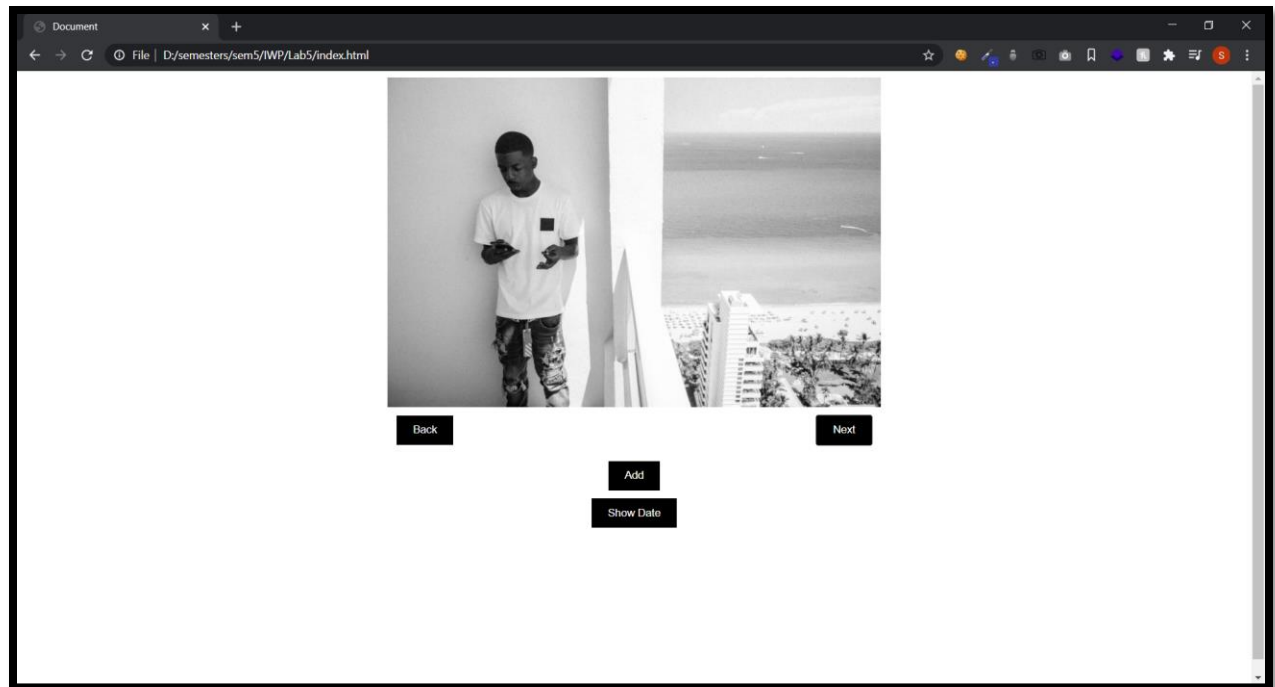 Document
File | D:/semesters/sem5/IWP/Lab5/index.html
S
Back
Next
Add
Show Date